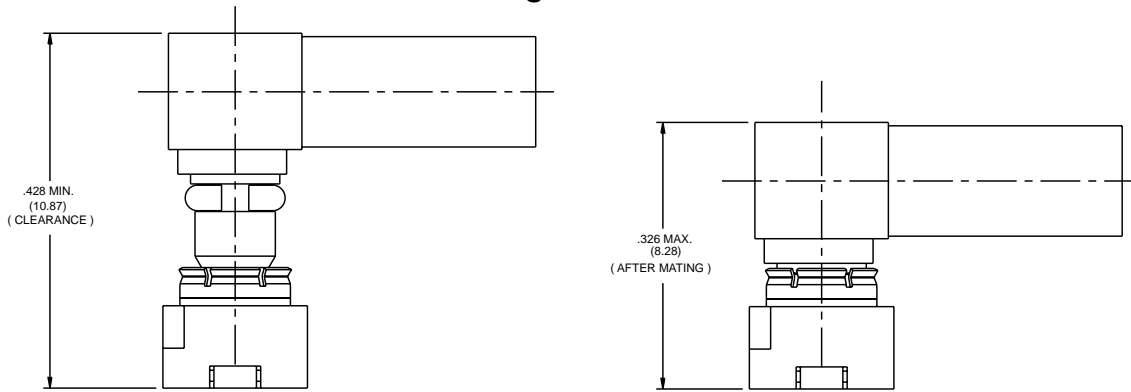 .428 MIN.
(10.87)
( CLEARANCE )
.326 MAX.
(8.28)
( AFTER MATING )